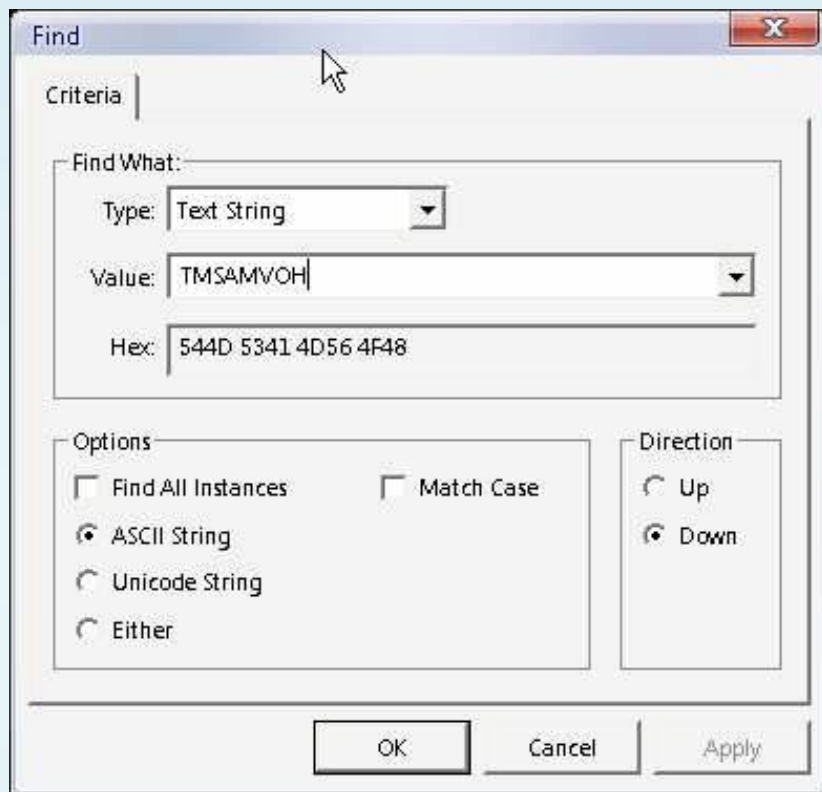 Find
Criteria
Find What:
Type: Text String
Value: TMSAMVOH
Hex: 544D 5341 4D56 4F48
Options
Find All Instances Match Case
ASCII String
Unicode String
Either
Direction
Up
Down
OK Cancel Apply